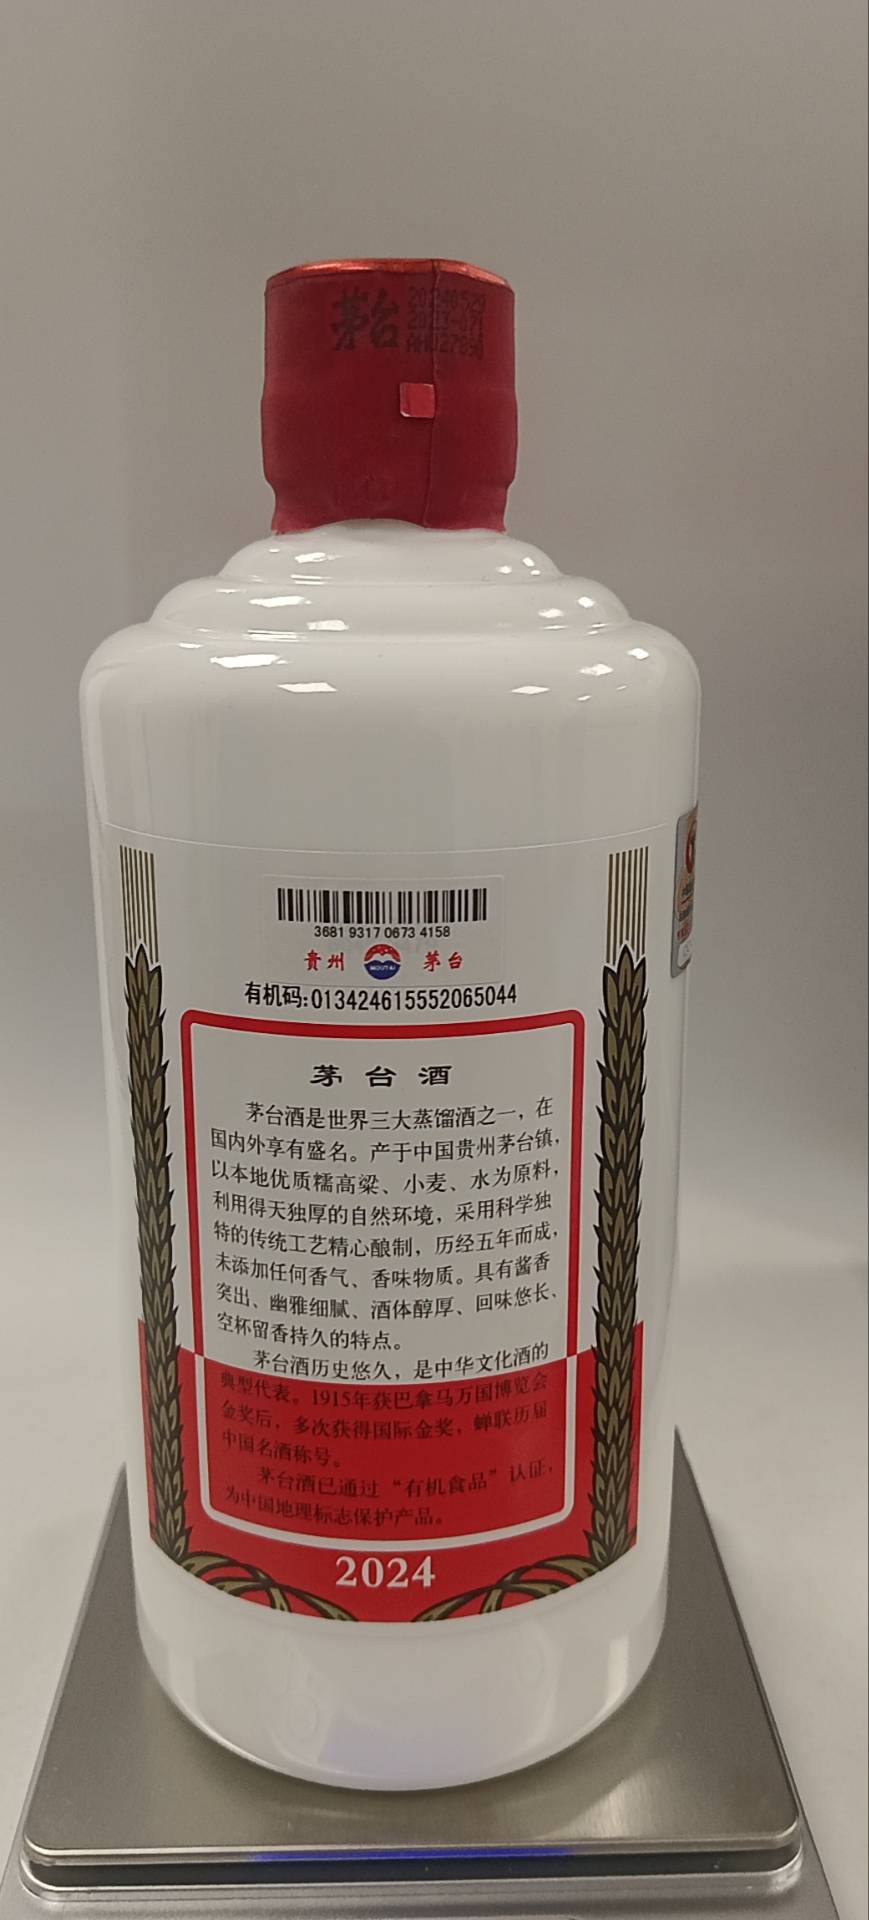 茅台
20240529
2023-071
3681 9317 0673 4158
贵州 MOUTAI 茅台
有机码:013424615552065044
茅台酒
茅台酒是世界三大蒸馏酒之一，在
国内外享有盛名。产于中国贵州茅台镇，
以本地优质糯高粱、小麦、水为原料，
利用得天独厚的自然环境，采用科学独
特的传统工艺精心酿制，历经五年而成，
未添加任何香气、香味物质。具有酱香
突出、幽雅细腻、酒体醇厚、回味悠长、
空杯留香持久的特点。
茅台酒历史悠久，是中华文化酒的
典型代表。1915年获巴拿马万国博览会
金奖后，多次获得国际金奖，蝉联历届
中国名酒称号。
茅台酒已通过“有机食品”认证，
为中国地理标志保护产品。
2024